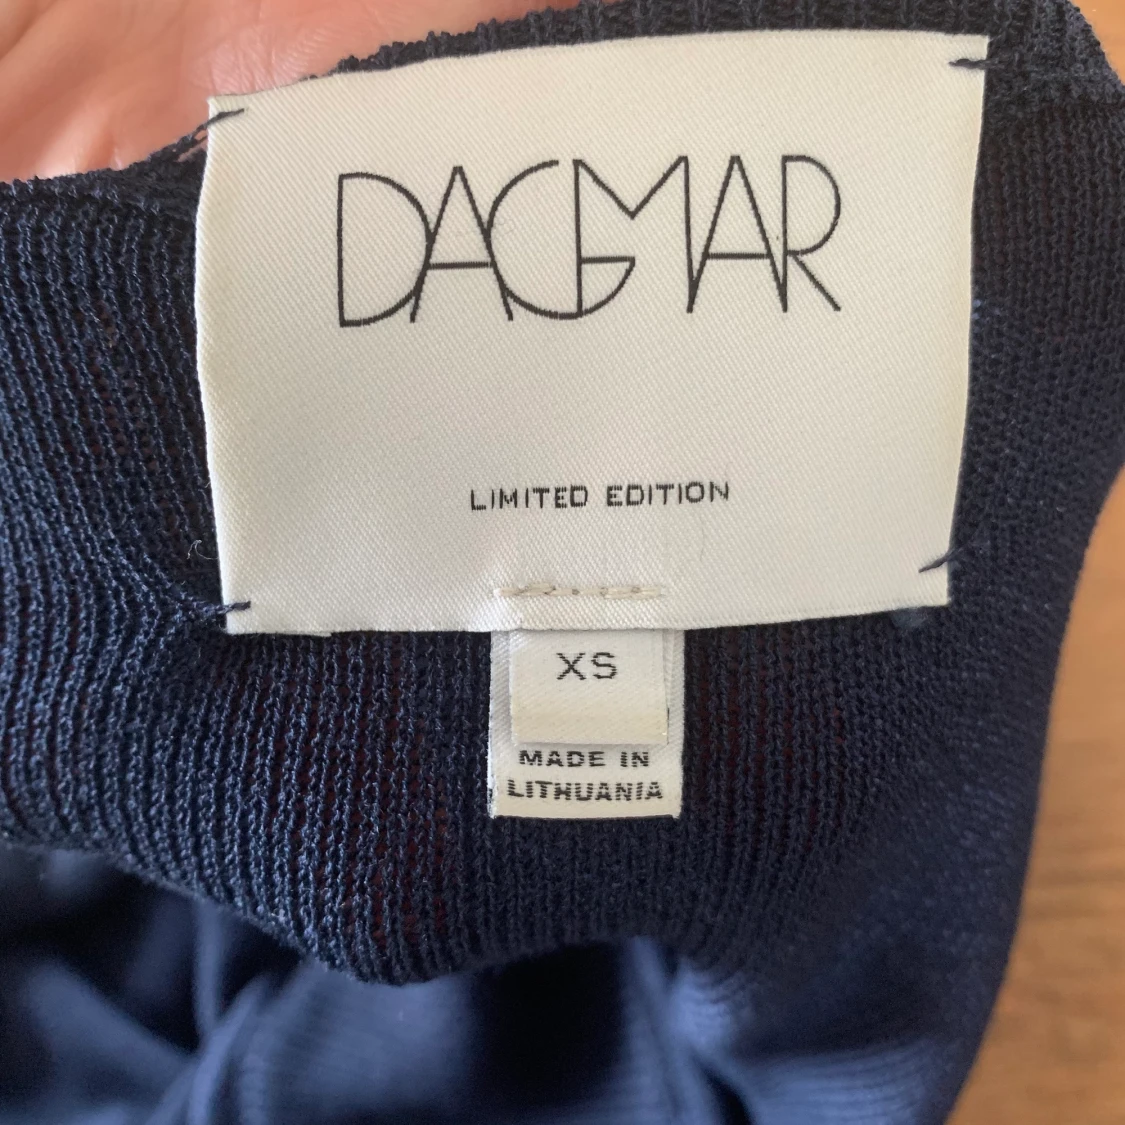 DAGMAR
LIMITED EDITION
XS
MADE IN
LITHUANIA